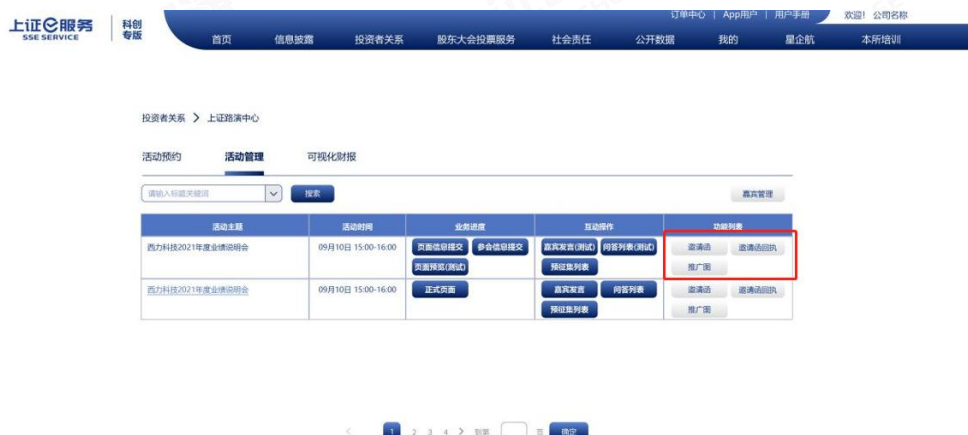 订单中心 | App用户 | 用户手册 欢迎! 公司名称
上证e服务 SSE SERVICE 科创专版
首页 信息披露 投资者关系 股东大会投票服务 社会责任 公开数据 我的 星企航 本所培训
投资者关系 > 上证路演中心
活动预约 活动管理 可视化财报
请输入标题关键词 搜索 嘉宾管理
活动主题 活动时间 业务进度 互动操作 功能列表
西力科技2021年度业绩说明会 09月10日 15:00-16:00 页面信息提交 参会信息提交 嘉宾发言(测试) 问答列表(测试) 邀请函 邀请函回执
页面预览(测试) 预征集列表 推广图
西力科技2021年度业绩说明会 09月10日 15:00-16:00 正式页面 嘉宾发言 问答列表 邀请函 邀请函回执
预征集列表 推广图
< 1 2 3 4 > 到第 页 确定